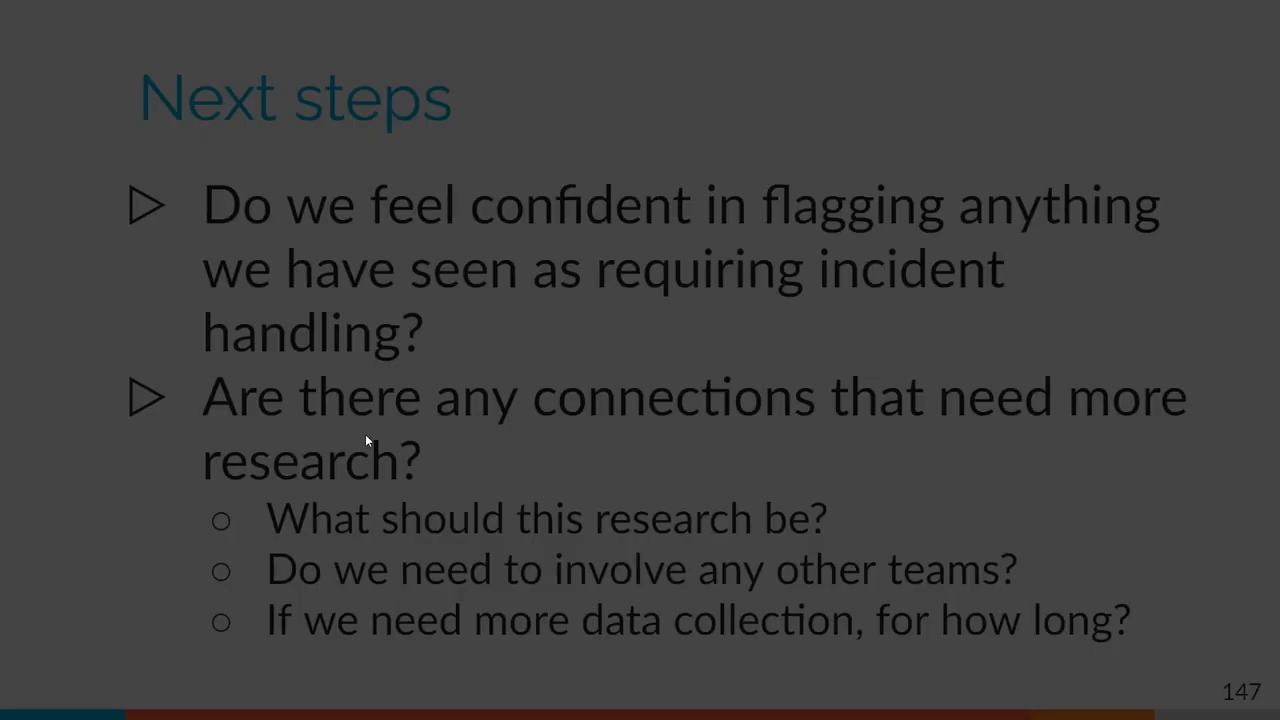 Next steps
▷ Do we feel confident in flagging anything
we have seen as requiring incident
handling?
▷ Are there any connections that need more
research?
○ What should this research be?
○ Do we need to involve any other teams?
○ If we need more data collection, for how long?
147